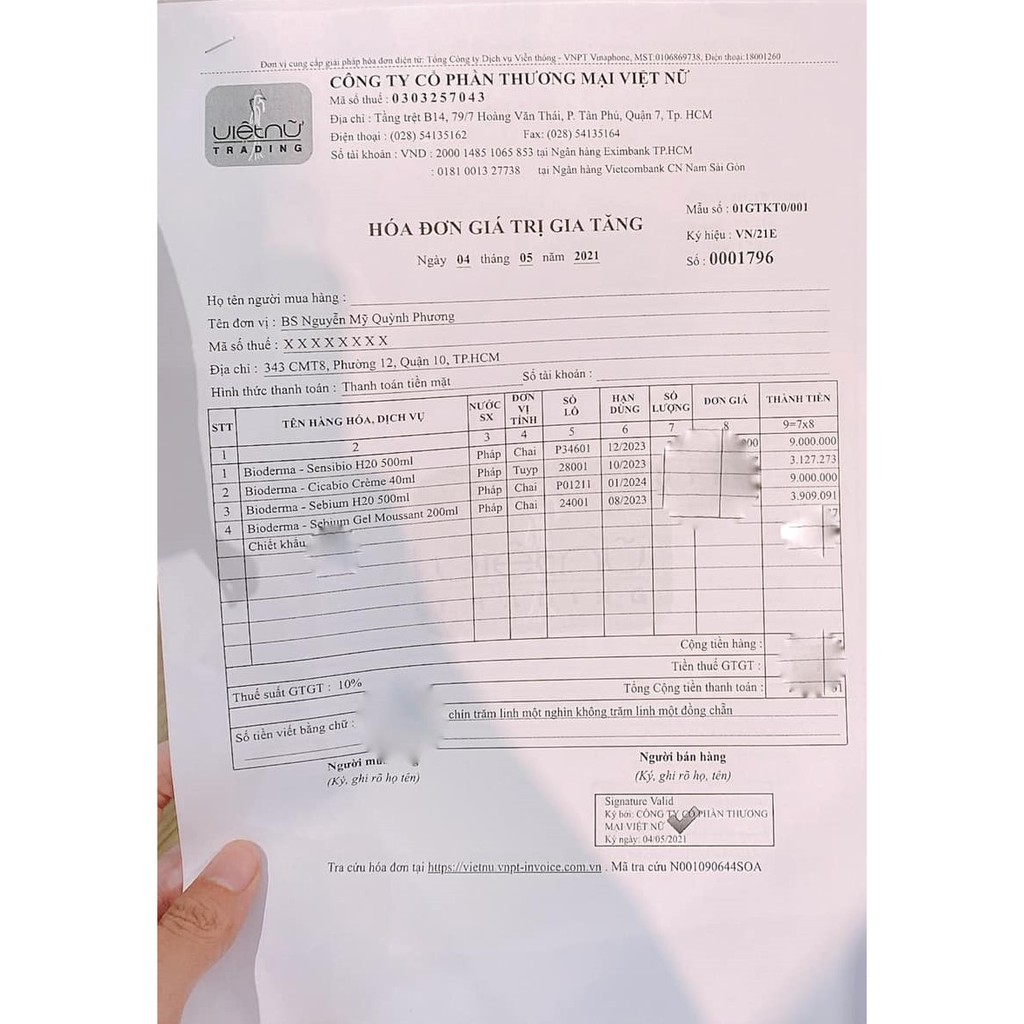 Đơn vị cung cấp giải pháp hóa đơn điện tử: Tổng Công ty Dịch vụ Viễn thông - VNPT Vinaphone, MST:0106869738, Điện thoại:18001260
việtnữ
TRADING
CÔNG TY CỔ PHẦN THƯƠNG MẠI VIỆT NỮ
Mã số thuế : 0303257043
Địa chỉ : Tầng trệt B14, 79/7 Hoàng Văn Thái, P. Tân Phú, Quận 7, Tp. HCM
Điện thoại : (028) 54135162 Fax: (028) 54135164
Số tài khoản : VND : 2000 1485 1065 853 tại Ngân hàng Eximbank TP.HCM
: 0181 0013 27738 tại Ngân hàng Vietcombank CN Nam Sài Gòn
HÓA ĐƠN GIÁ TRỊ GIA TĂNG
Ngày 04 tháng 05 năm 2021
Mẫu số : 01GTKT0/001
Ký hiệu : VN/21E
Số : 0001796
Họ tên người mua hàng :
Tên đơn vị : BS Nguyễn Mỹ Quỳnh Phương
Mã số thuế : X X X X X X X X
Địa chỉ : 343 CMT8, Phường 12, Quận 10, TP.HCM
Hình thức thanh toán : Thanh toán tiền mặt Số tài khoản :
STT TÊN HÀNG HÓA, DỊCH VỤ NƯỚC SX ĐƠN VỊ TÍNH SỐ LÔ HẠN DÙNG SỐ LƯỢNG ĐƠN GIÁ THÀNH TIỀN
1 2 3 4 5 6 7 8 9=7x8
1 Bioderma - Sensibio H20 500ml Pháp Chai P34601 12/2023 9.000.000
2 Bioderma - Cicabio Crème 40ml Pháp Tuyp 28001 10/2023 3.127.273
3 Bioderma - Sebium H20 500ml Pháp Chai P01211 01/2024 9.000.000
4 Bioderma - Sebium Gel Moussant 200ml Pháp Chai 24001 08/2023 3.909.091
Chiết khấu
Cộng tiền hàng :
Tiền thuế GTGT :
Thuế suất GTGT : 10% Tổng Cộng tiền thanh toán :
Số tiền viết bằng chữ : chín trăm linh một nghìn không trăm linh một đồng chẵn
Người mu
(Ký, ghi rõ họ tên)
Người bán hàng
(Ký, ghi rõ họ, tên)
Signature Valid
Ký bởi: CÔNG TY CỔ PHẦN THƯƠNG
MẠI VIỆT NỮ
Ký ngày: 04/05/2021
Tra cứu hóa đơn tại https://vietnu.vnpt-invoice.com.vn . Mã tra cứu N001090644SOA